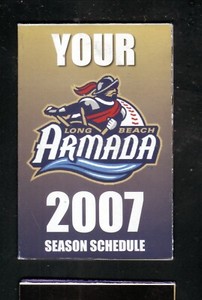 YOUR
LONG BEACH
ARMADA
2007
SEASON SCHEDULE